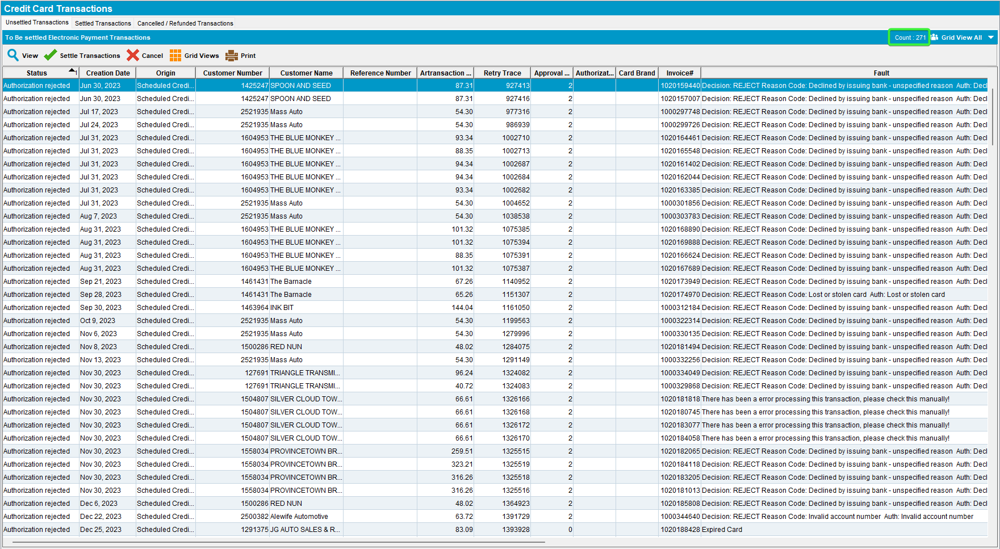 Credit Card Transactions
Unsettled Transactions Settled Transactions Cancelled / Refunded Transactions
To Be settled Electronic Payment Transactions Count : 271 Grid View All
View Settle Transactions Cancel Grid Views Print
Status 1 Creation Date Origin Customer Number Customer Name Reference Number Artransaction ... Retry Trace Approval ... Authorizat... Card Brand Invoice# Fault
Authorization rejected Jun 30, 2023 Scheduled Credi... 1425247 SPOON AND SEED 87.31 927413 2 1020159440 Decision: REJECT Reason Code: Declined by issuing bank - unspecified reason Auth: Decl
Authorization rejected Jun 30, 2023 Scheduled Credi... 1425247 SPOON AND SEED 87.31 927416 2 1020157007 Decision: REJECT Reason Code: Declined by issuing bank - unspecified reason Auth: Decl
Authorization rejected Jul 17, 2023 Scheduled Credi... 2521935 Mass Auto 54.30 977316 2 1000297748 Decision: REJECT Reason Code: Declined by issuing bank - unspecified reason Auth: Decl
Authorization rejected Jul 24, 2023 Scheduled Credi... 2521935 Mass Auto 54.30 986939 2 1000299726 Decision: REJECT Reason Code: Declined by issuing bank - unspecified reason Auth: Decl
Authorization rejected Jul 31, 2023 Scheduled Credi... 1604953 THE BLUE MONKEY ... 93.34 1002710 2 1020164461 Decision: REJECT Reason Code: Declined by issuing bank - unspecified reason Auth: Decl
Authorization rejected Jul 31, 2023 Scheduled Credi... 1604953 THE BLUE MONKEY ... 88.35 1002713 2 1020165548 Decision: REJECT Reason Code: Declined by issuing bank - unspecified reason Auth: Decl
Authorization rejected Jul 31, 2023 Scheduled Credi... 1604953 THE BLUE MONKEY ... 94.34 1002687 2 1020161402 Decision: REJECT Reason Code: Declined by issuing bank - unspecified reason Auth: Decl
Authorization rejected Jul 31, 2023 Scheduled Credi... 1604953 THE BLUE MONKEY ... 94.34 1002684 2 1020162044 Decision: REJECT Reason Code: Declined by issuing bank - unspecified reason Auth: Decl
Authorization rejected Jul 31, 2023 Scheduled Credi... 1604953 THE BLUE MONKEY ... 93.34 1002682 2 1020163385 Decision: REJECT Reason Code: Declined by issuing bank - unspecified reason Auth: Decl
Authorization rejected Jul 31, 2023 Scheduled Credi... 2521935 Mass Auto 54.30 1004652 2 1000301856 Decision: REJECT Reason Code: Declined by issuing bank - unspecified reason Auth: Decl
Authorization rejected Aug 7, 2023 Scheduled Credi... 2521935 Mass Auto 54.30 1038538 2 1000303783 Decision: REJECT Reason Code: Declined by issuing bank - unspecified reason Auth: Decl
Authorization rejected Aug 31, 2023 Scheduled Credi... 1604953 THE BLUE MONKEY ... 101.32 1075385 2 1020168890 Decision: REJECT Reason Code: Declined by issuing bank - unspecified reason Auth: Decl
Authorization rejected Aug 31, 2023 Scheduled Credi... 1604953 THE BLUE MONKEY ... 101.32 1075394 2 1020169888 Decision: REJECT Reason Code: Declined by issuing bank - unspecified reason Auth: Decl
Authorization rejected Aug 31, 2023 Scheduled Credi... 1604953 THE BLUE MONKEY ... 88.35 1075391 2 1020166624 Decision: REJECT Reason Code: Declined by issuing bank - unspecified reason Auth: Decl
Authorization rejected Aug 31, 2023 Scheduled Credi... 1604953 THE BLUE MONKEY ... 101.32 1075387 2 1020167689 Decision: REJECT Reason Code: Declined by issuing bank - unspecified reason Auth: Decl
Authorization rejected Sep 21, 2023 Scheduled Credi... 1461431 The Barnacle 67.26 1140952 2 1020173949 Decision: REJECT Reason Code: Declined by issuing bank - unspecified reason Auth: Decl
Authorization rejected Sep 28, 2023 Scheduled Credi... 1461431 The Barnacle 65.26 1151307 2 1020174970 Decision: REJECT Reason Code: Lost or stolen card Auth: Lost or stolen card
Authorization rejected Sep 30, 2023 Scheduled Credi... 1463964 INK BIT 144.04 1161050 2 1000312184 Decision: REJECT Reason Code: Declined by issuing bank - unspecified reason Auth: Decl
Authorization rejected Oct 9, 2023 Scheduled Credi... 2521935 Mass Auto 54.30 1199563 2 1000322314 Decision: REJECT Reason Code: Declined by issuing bank - unspecified reason Auth: Decl
Authorization rejected Nov 6, 2023 Scheduled Credi... 2521935 Mass Auto 54.30 1279996 2 1000330135 Decision: REJECT Reason Code: Declined by issuing bank - unspecified reason Auth: Decl
Authorization rejected Nov 8, 2023 Scheduled Credi... 1500286 RED NUN 48.02 1284075 2 1020181494 Decision: REJECT Reason Code: Declined by issuing bank - unspecified reason Auth: Decl
Authorization rejected Nov 13, 2023 Scheduled Credi... 2521935 Mass Auto 54.30 1291149 2 1000332256 Decision: REJECT Reason Code: Declined by issuing bank - unspecified reason Auth: Decl
Authorization rejected Nov 30, 2023 Scheduled Credi... 127691 TRIANGLE TRANSMI... 96.24 1324082 2 1000334049 Decision: REJECT Reason Code: Declined by issuing bank - unspecified reason Auth: Decl
Authorization rejected Nov 30, 2023 Scheduled Credi... 127691 TRIANGLE TRANSMI... 40.72 1324083 2 1000329868 Decision: REJECT Reason Code: Declined by issuing bank - unspecified reason Auth: Decl
Authorization rejected Nov 30, 2023 Scheduled Credi... 1504807 SILVER CLOUD TOW... 66.61 1326166 2 1020181818 There has been a error processing this transaction, please check this manually!
Authorization rejected Nov 30, 2023 Scheduled Credi... 1504807 SILVER CLOUD TOW... 66.61 1326168 2 1020180745 There has been a error processing this transaction, please check this manually!
Authorization rejected Nov 30, 2023 Scheduled Credi... 1504807 SILVER CLOUD TOW... 66.61 1326172 2 1020183077 There has been a error processing this transaction, please check this manually!
Authorization rejected Nov 30, 2023 Scheduled Credi... 1504807 SILVER CLOUD TOW... 66.61 1326170 2 1020184058 There has been a error processing this transaction, please check this manually!
Authorization rejected Nov 30, 2023 Scheduled Credi... 1558034 PROVINCETOWN BR... 259.51 1325515 2 1020182065 Decision: REJECT Reason Code: Declined by issuing bank - unspecified reason Auth: Decl
Authorization rejected Nov 30, 2023 Scheduled Credi... 1558034 PROVINCETOWN BR... 323.21 1325519 2 1020184118 Decision: REJECT Reason Code: Declined by issuing bank - unspecified reason Auth: Decl
Authorization rejected Nov 30, 2023 Scheduled Credi... 1558034 PROVINCETOWN BR... 316.26 1325518 2 1020183205 Decision: REJECT Reason Code: Declined by issuing bank - unspecified reason Auth: Decl
Authorization rejected Nov 30, 2023 Scheduled Credi... 1558034 PROVINCETOWN BR... 316.26 1325516 2 1020181013 Decision: REJECT Reason Code: Declined by issuing bank - unspecified reason Auth: Decl
Authorization rejected Dec 6, 2023 Scheduled Credi... 1500286 RED NUN 48.02 1364923 2 1020185808 Decision: REJECT Reason Code: Declined by issuing bank - unspecified reason Auth: Decl
Authorization rejected Dec 22, 2023 Scheduled Credi... 2500382 Alewife Automotive 63.72 1391729 2 1000344640 Decision: REJECT Reason Code: Invalid account number Auth: Invalid account number
Authorization rejected Dec 25, 2023 Scheduled Credi... 1291375 JG AUTO SALES & R... 83.09 1393928 0 1020188428 Expired Card